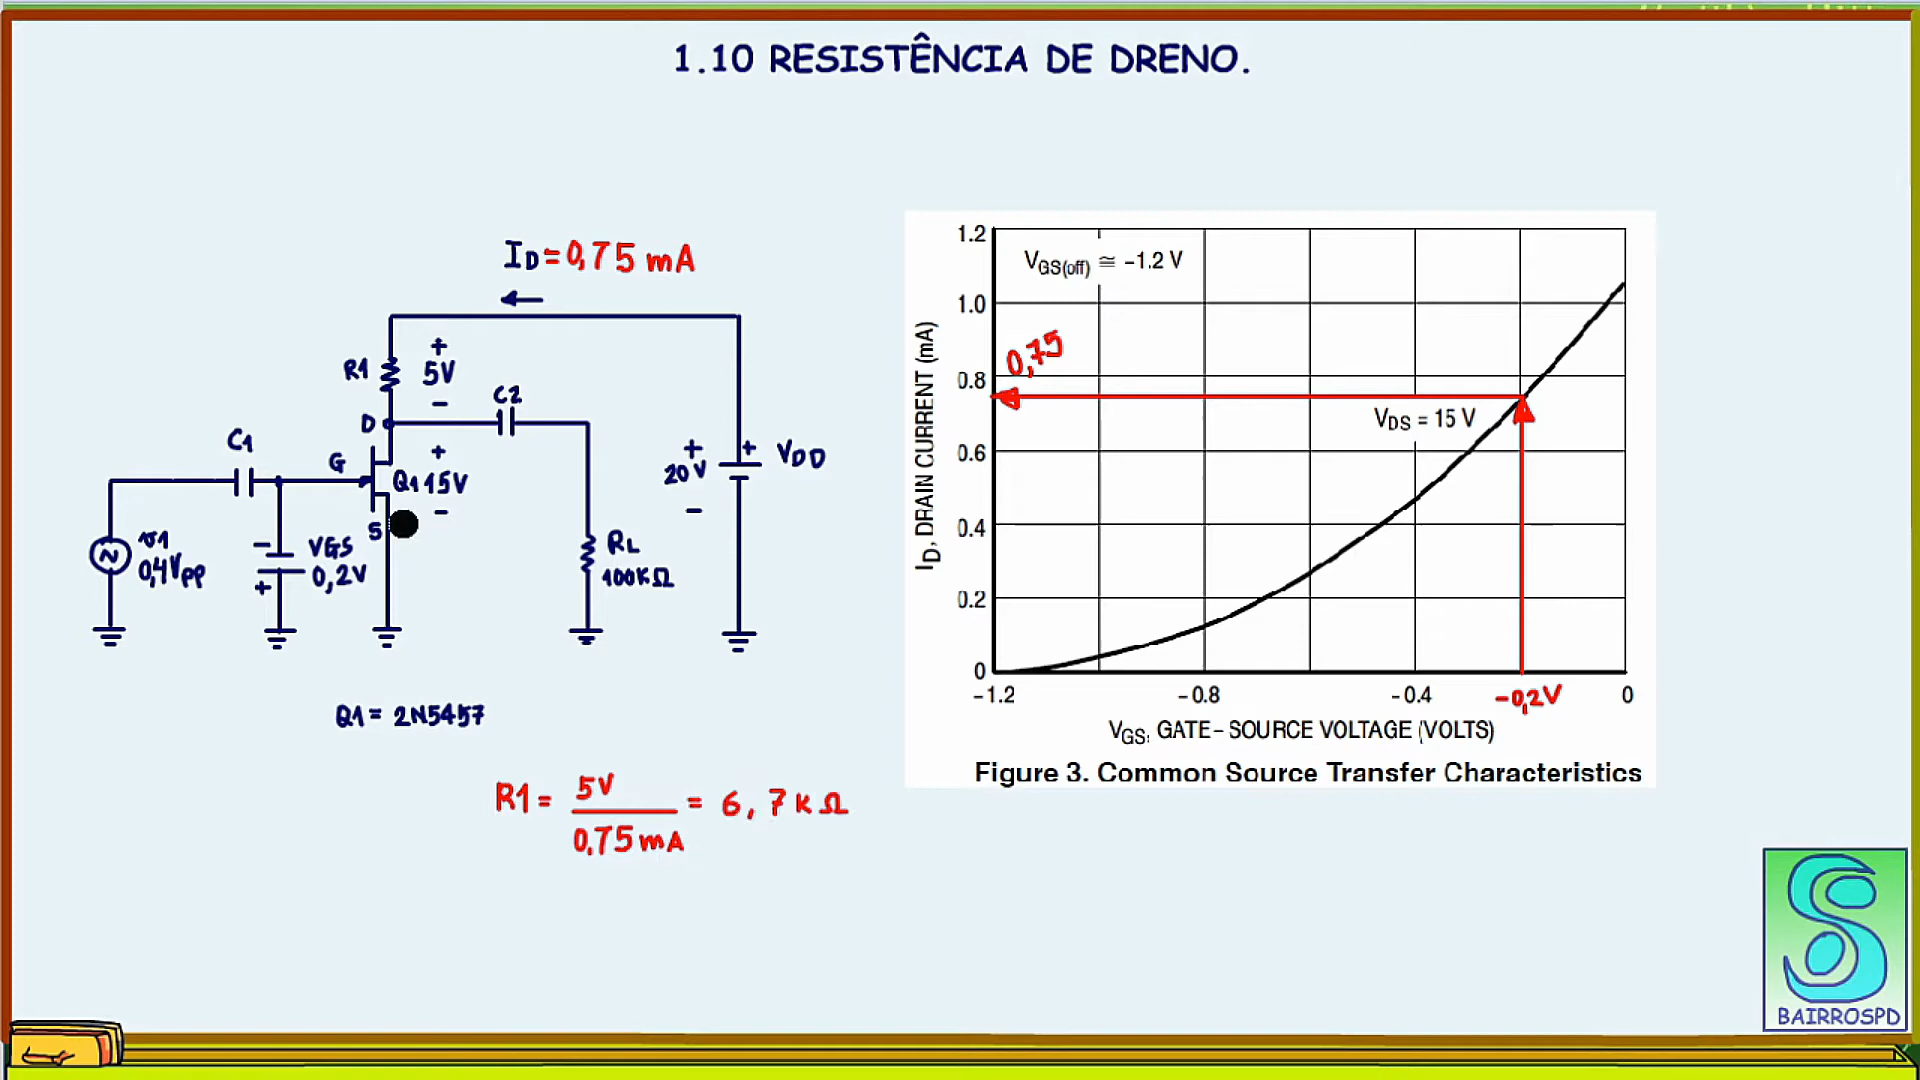 1.10 RESISTÊNCIA DE DRENO.
ID = 0,75 mA
R1
+
5V
-
D
C2
C1
G
+
Q1 15V
-
S
v1
0,4Vpp
-
+
VGS
0,2V
RL
100KΩ
+
20V
-
+
VDD
Q1 = 2N5457
R1 = 5V / 0,75mA = 6,7KΩ
1.2
1.0
0.8
0.6
0.4
0.2
0
VGS(off) ≅ -1.2 V
0,75
VDS = 15 V
ID, DRAIN CURRENT (mA)
-1.2
-0.8
-0.4
-0,2V
0
VGS, GATE-SOURCE VOLTAGE (VOLTS)
Figure 3. Common Source Transfer Characteristics
BAIRROSPD